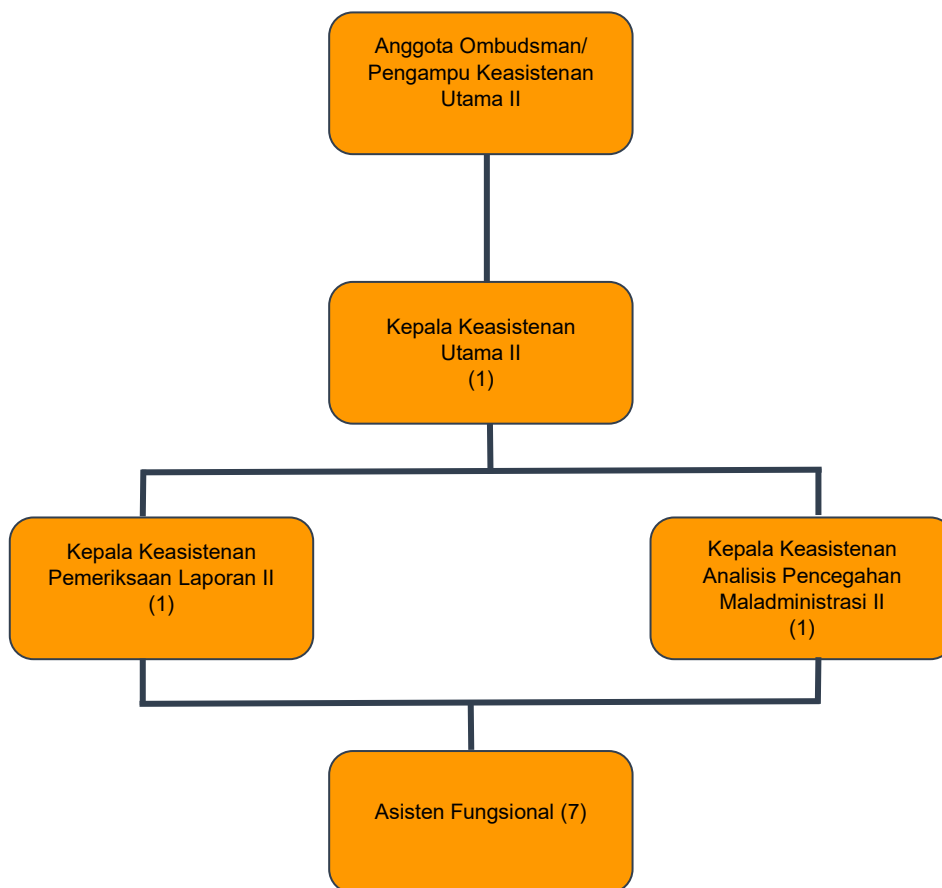 Anggota Ombudsman/
Pengampu Keasistenan
Utama II
Kepala Keasistenan
Utama II
(1)
Kepala Keasistenan
Pemeriksaan Laporan II
(1)
Kepala Keasistenan
Analisis Pencegahan
Maladministrasi II
(1)
Asisten Fungsional (7)